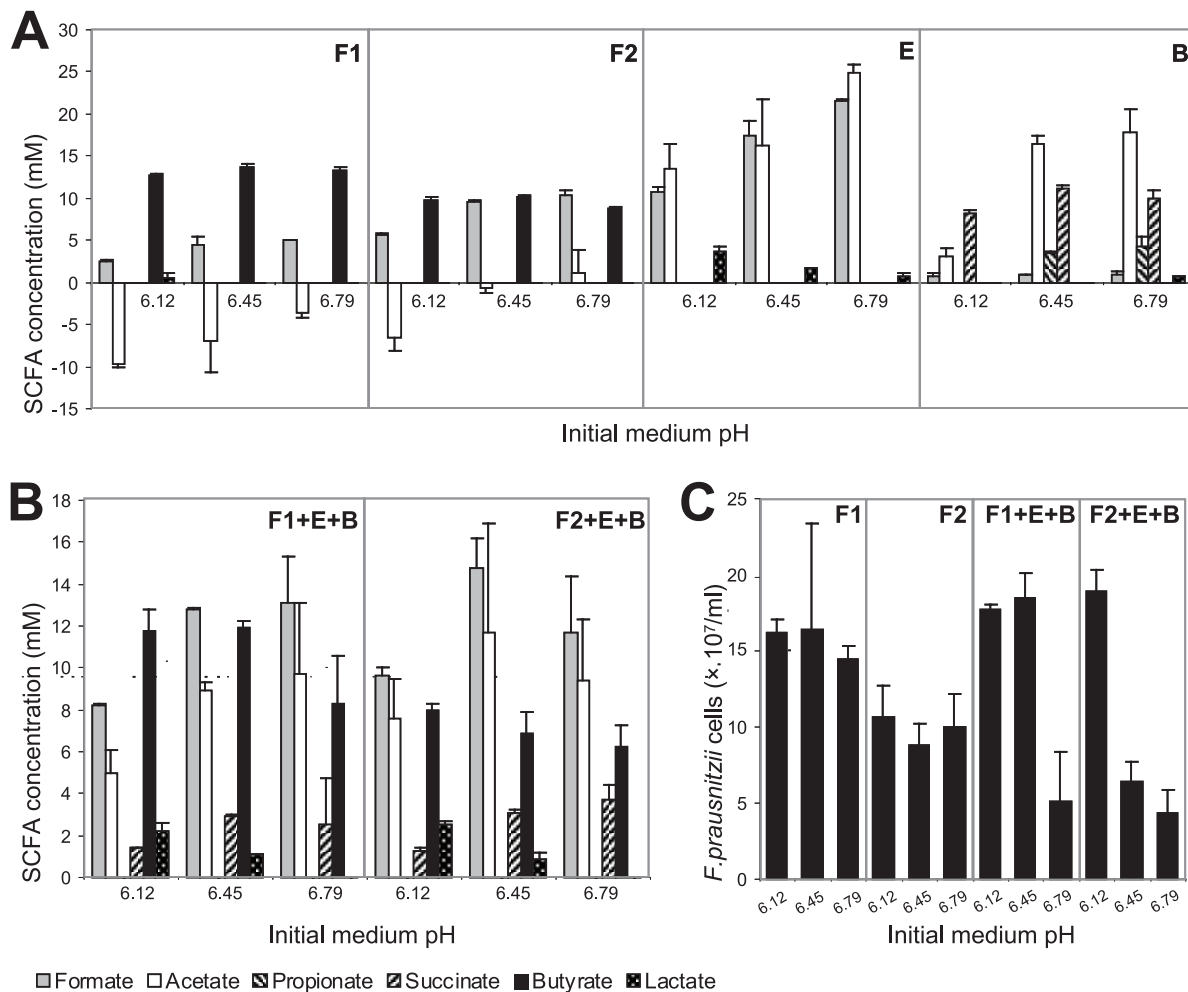 A
F1
F2
E
B
SCFA concentration (mM)
30
25
20
15
10
5
0
-5
-10
-15
6.12 6.45 6.79 6.12 6.45 6.79 6.12 6.45 6.79 6.12 6.45 6.79
Initial medium pH
B
F1+E+B
F2+E+B
SCFA concentration (mM)
18
16
14
12
10
8
6
4
2
0
6.12 6.45 6.79 6.12 6.45 6.79
Initial medium pH
C
F1
F2
F1+E+B
F2+E+B
F.prausnitzii cells (×.10⁷/ml)
25
20
15
10
5
0
6.12 6.45 6.79 6.12 6.45 6.79 6.12 6.45 6.79 6.12 6.45 6.79
Initial medium pH
Formate Acetate Propionate Succinate Butyrate Lactate